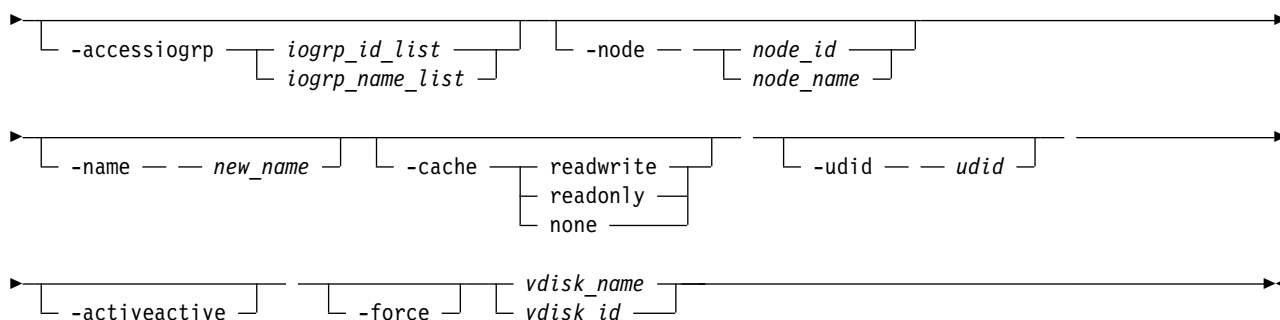 -accessiogrp iogrp_id_list -node node_id
iogrp_name_list node_name
-name new_name -cache readwrite -udid udid
readonly
none
vdisk_name
-activeactive -force vdisk_id